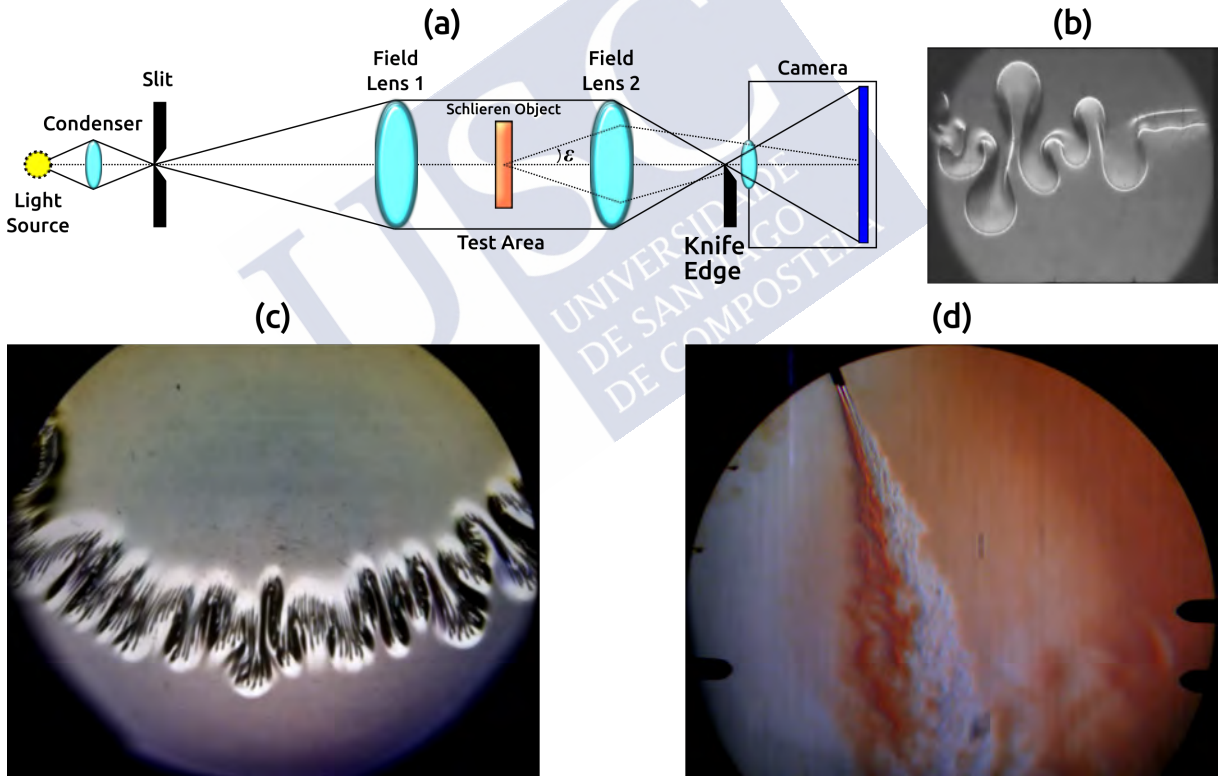 (a)
(b)
Field
Lens 1
Field
Lens 2
Camera
Slit
Schlieren Object
Condenser
ε
Light
Source
Test Area
Knife
Edge
USC
UNIVERSIDADE
DE SANTIAGO
DE COMPOSTELA
(c)
(d)